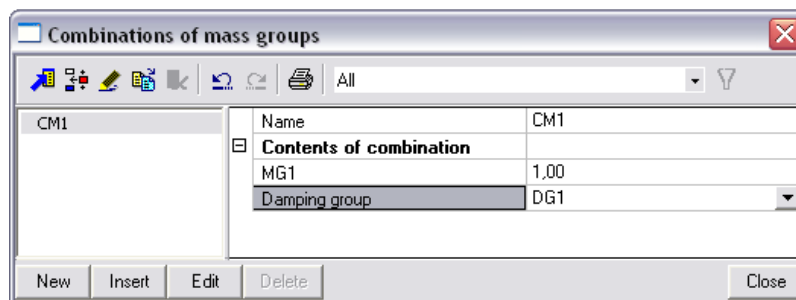 Combinations of mass groups
All
CM1
Name CM1
Contents of combination
MG1 1,00
Damping group DG1
New Insert Edit Delete Close